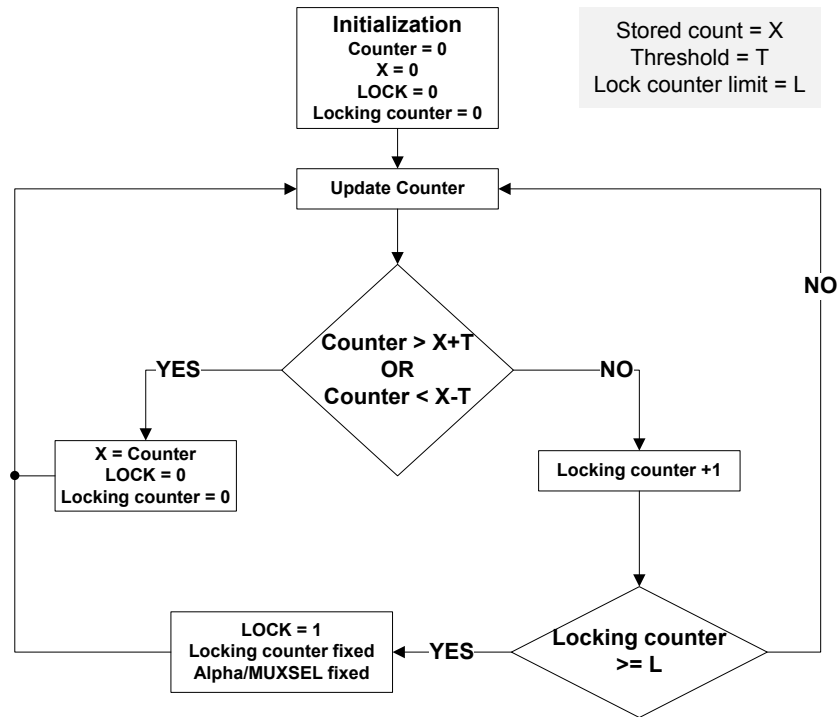 Initialization
Counter = 0
X = 0
LOCK = 0
Locking counter = 0
Stored count = X
Threshold = T
Lock counter limit = L
Update Counter
NO
Counter > X+T
OR
Counter < X-T
YES
NO
X = Counter
LOCK = 0
Locking counter = 0
Locking counter +1
LOCK = 1
Locking counter fixed
Alpha/MUXSEL fixed
YES
Locking counter
>= L